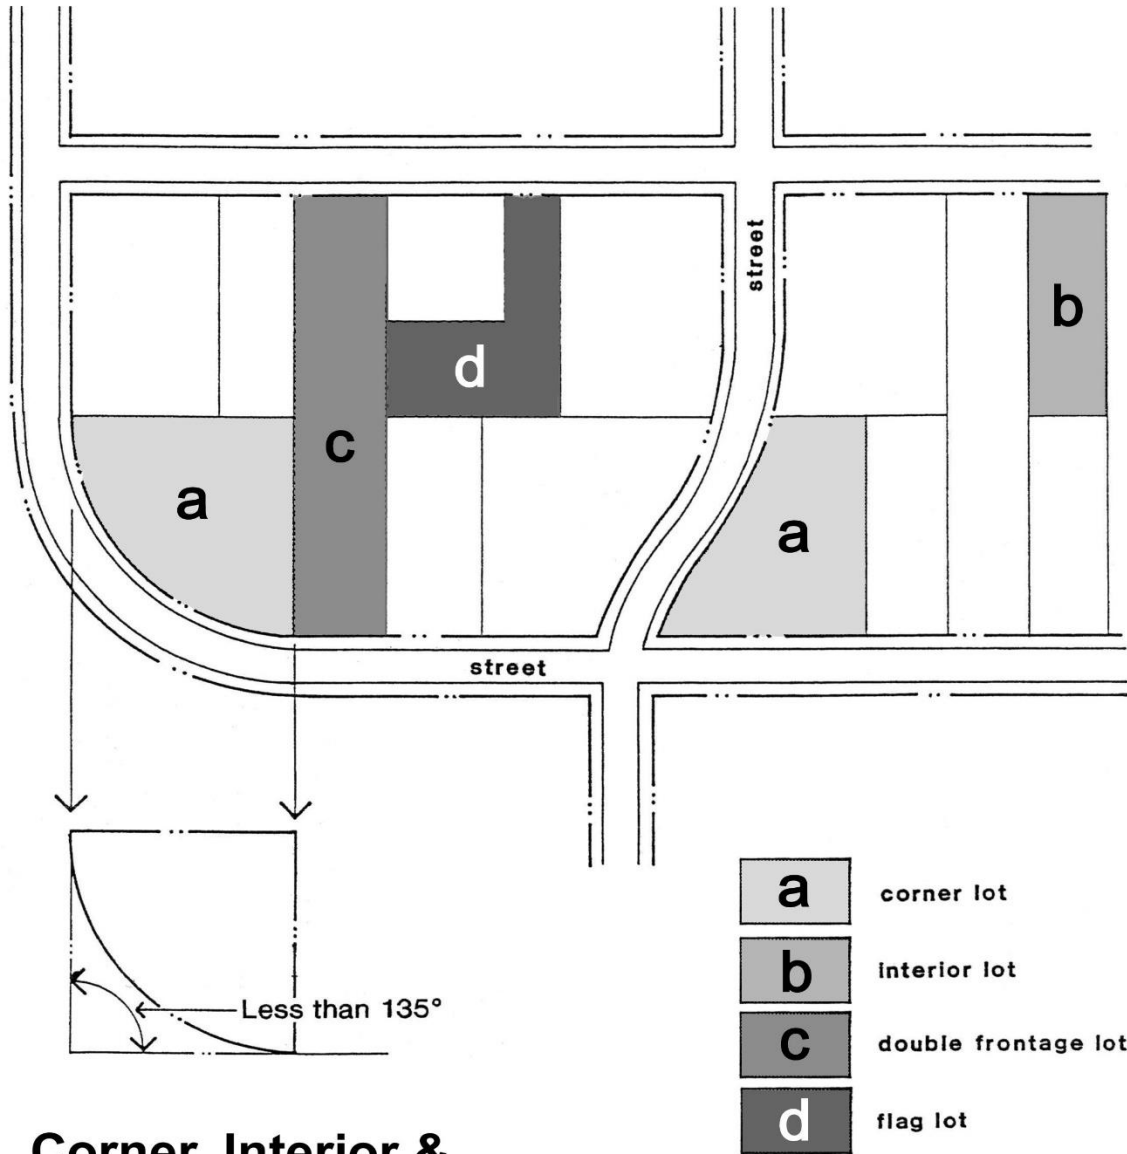 street
b
d
c
a
a
street
Less than 135°
a corner lot
b interior lot
c double frontage lot
d flag lot
Corner, Interior &